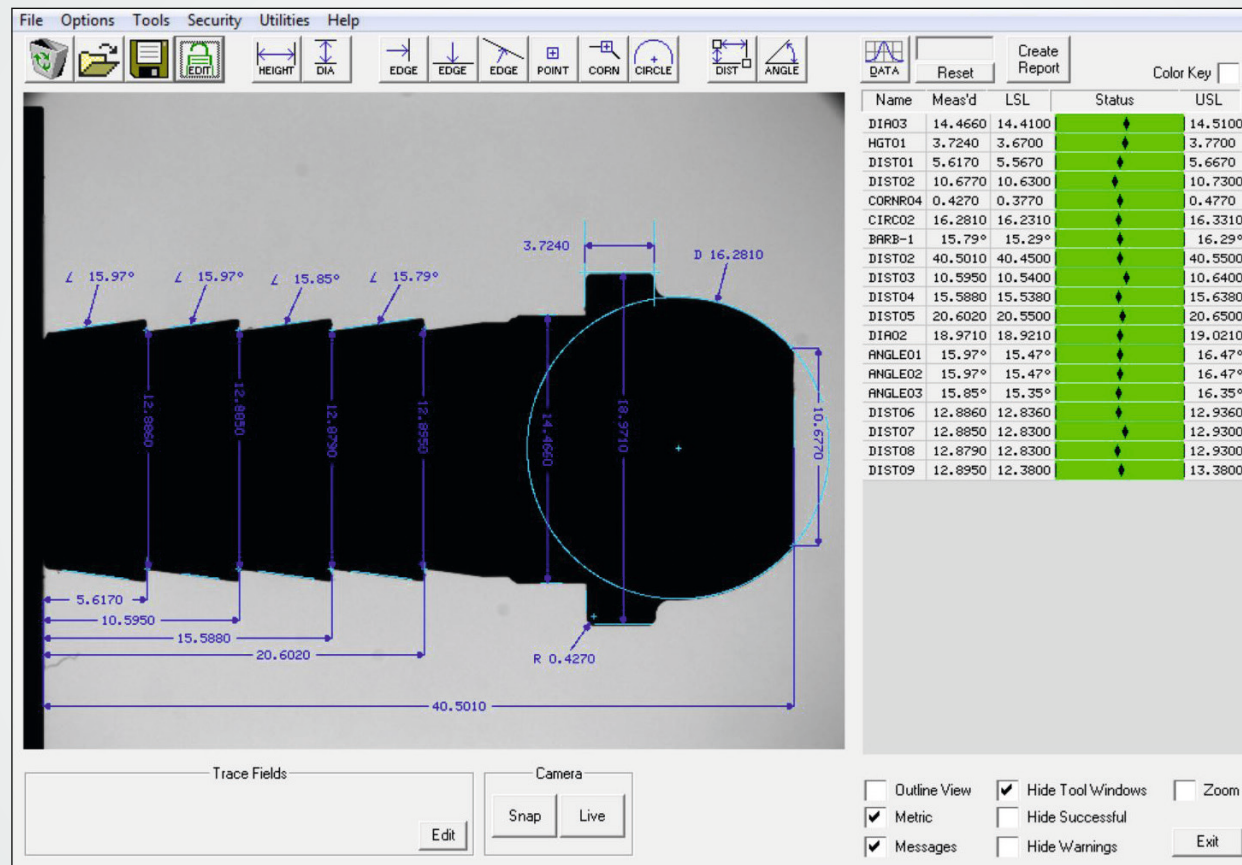 File Options Tools Security Utilities Help
EDIT HEIGHT DIA EDGE EDGE EDGE POINT CORN CIRCLE DIST ANGLE
DATA Reset Create Report Color Key
Name Meas'd LSL Status USL
DIA03 14.4660 14.4100 14.5100
HGT01 3.7240 3.6700 3.7700
DIST01 5.6170 5.5670 5.6670
DIST02 10.6770 10.6300 10.7300
CORNR04 0.4270 0.3770 0.4770
CIRC02 16.2810 16.2310 16.3310
BARB-1 15.79° 15.29° 16.29°
DIST02 40.5010 40.4500 40.5500
DIST03 10.5950 10.5400 10.6400
DIST04 15.5880 15.5380 15.6380
DIST05 20.6020 20.5500 20.6500
DIA02 18.9710 18.9210 19.0210
ANGLE01 15.97° 15.47° 16.47°
ANGLE02 15.97° 15.47° 16.47°
ANGLE03 15.85° 15.35° 16.35°
DIST06 12.8860 12.8360 12.9360
DIST07 12.8850 12.8300 12.9300
DIST08 12.8790 12.8300 12.9300
DIST09 12.8950 12.3800 13.3800
3.7240
D 16.2810
∠ 15.97° ∠ 15.97° ∠ 15.85° ∠ 15.79°
12.8860 12.8850 12.8790 12.8950 14.4660 18.9710 10.6770
5.6170
10.5950
15.5880
20.6020
R 0.4270
40.5010
Trace Fields
Edit
Camera
Snap Live
Outline View Hide Tool Windows Zoom
Metric Hide Successful
Messages Hide Warnings Exit